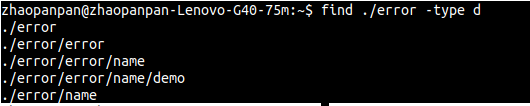 zhaopanpan@zhaopanpan-Lenovo-G40-75m:~$ find ./error -type d
./error
./error/error
./error/error/name
./error/error/name/demo
./error/name